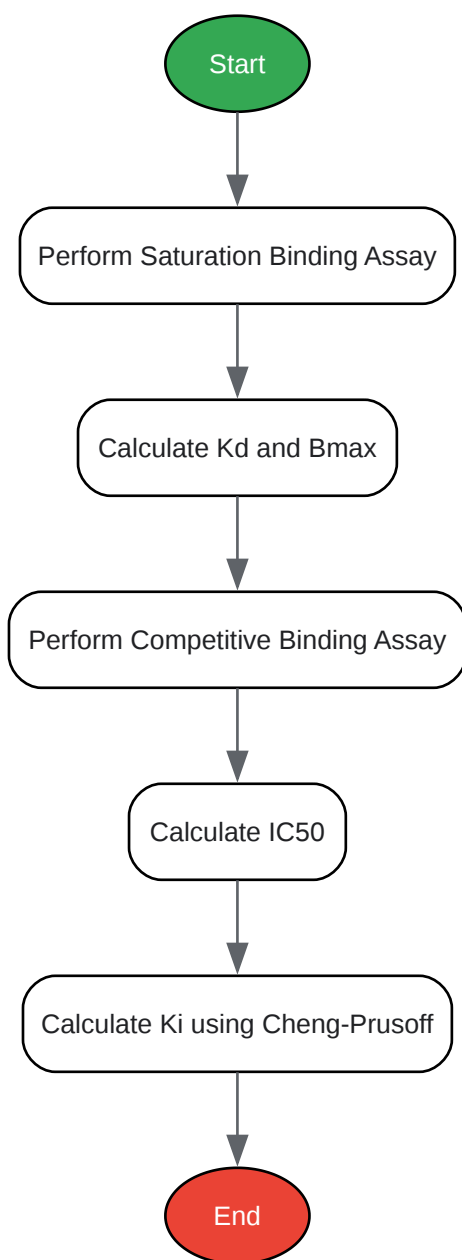 Start
Perform Saturation Binding Assay
Calculate Kd and Bmax
Perform Competitive Binding Assay
Calculate IC50
Calculate Ki using Cheng-Prusoff
End